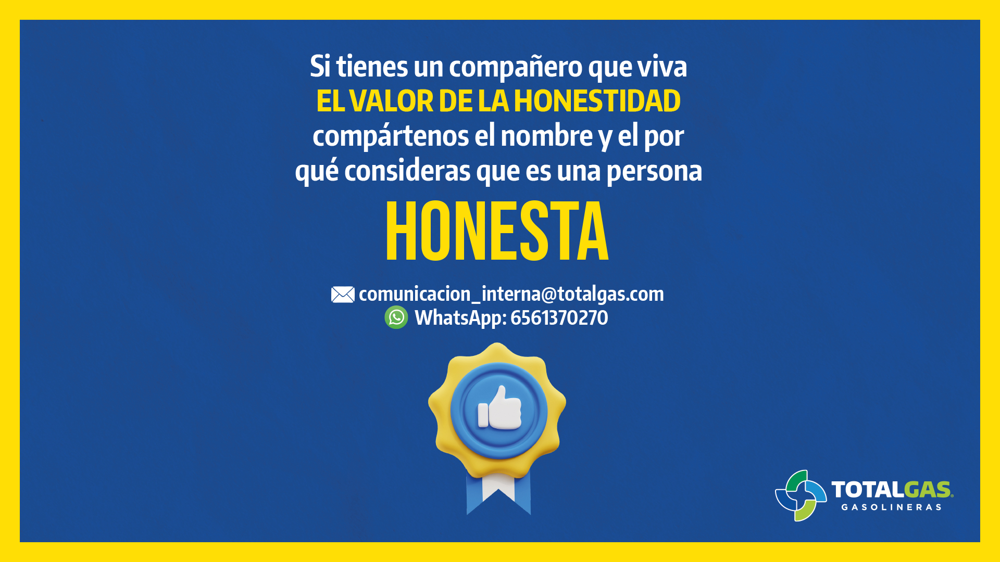 Si tienes un compañero que viva
EL VALOR DE LA HONESTIDAD
compártenos el nombre y el por
qué consideras que es una persona
HONESTA
comunicacion_interna@totalgas.com
WhatsApp: 6561370270
TOTALGAS®
GASOLINERAS